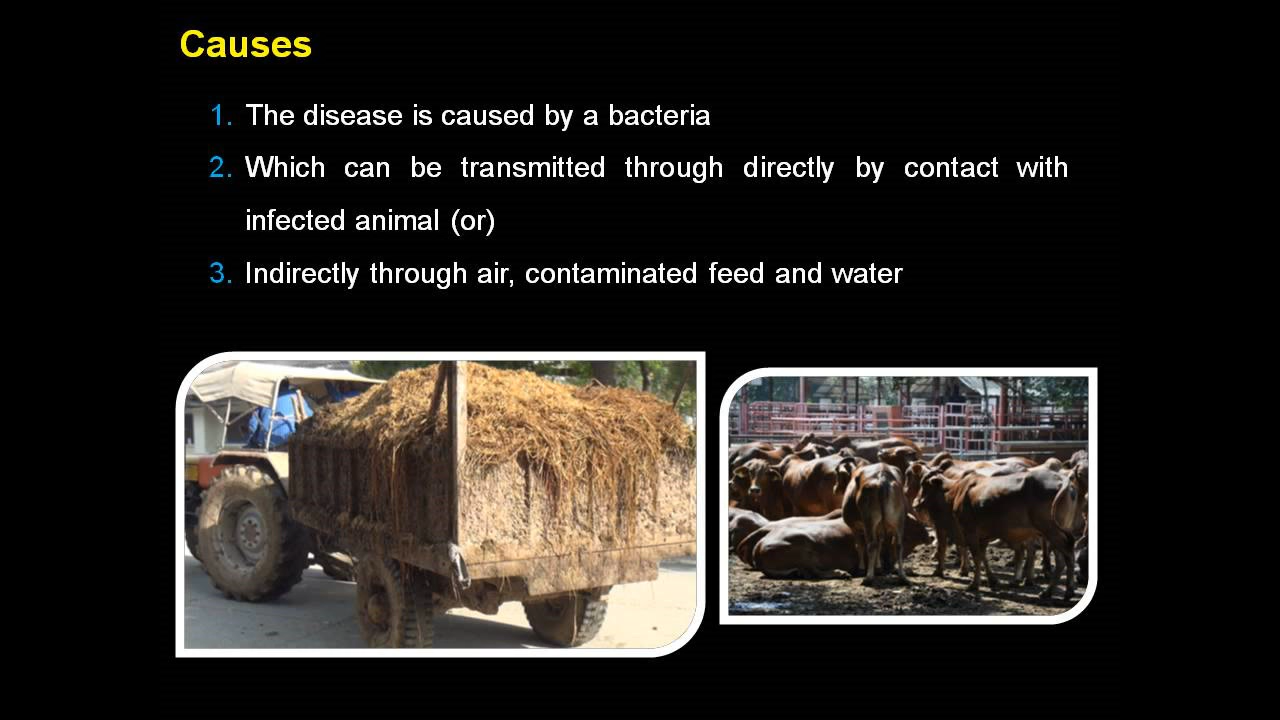 Causes
1. The disease is caused by a bacteria
2. Which can be transmitted through directly by contact with
infected animal (or)
3. Indirectly through air, contaminated feed and water